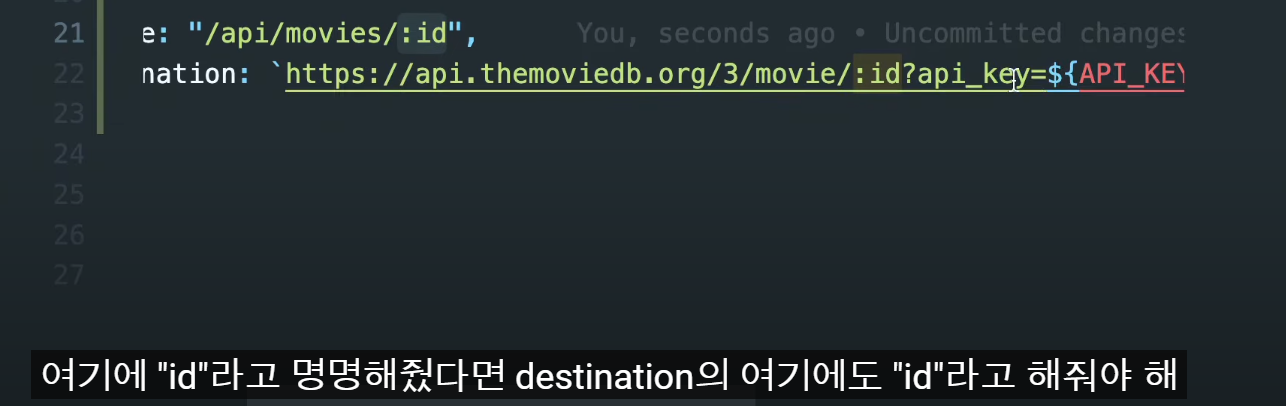 21 e: "/api/movies/:id", You, seconds ago • Uncommitted changes
22 nation: `https://api.themoviedb.org/3/movie/:id?api_key=${API_KEY
23
24
25
26
27
여기에 "id"라고 명명해줬다면 destination의 여기에도 "id"라고 해줘야 해